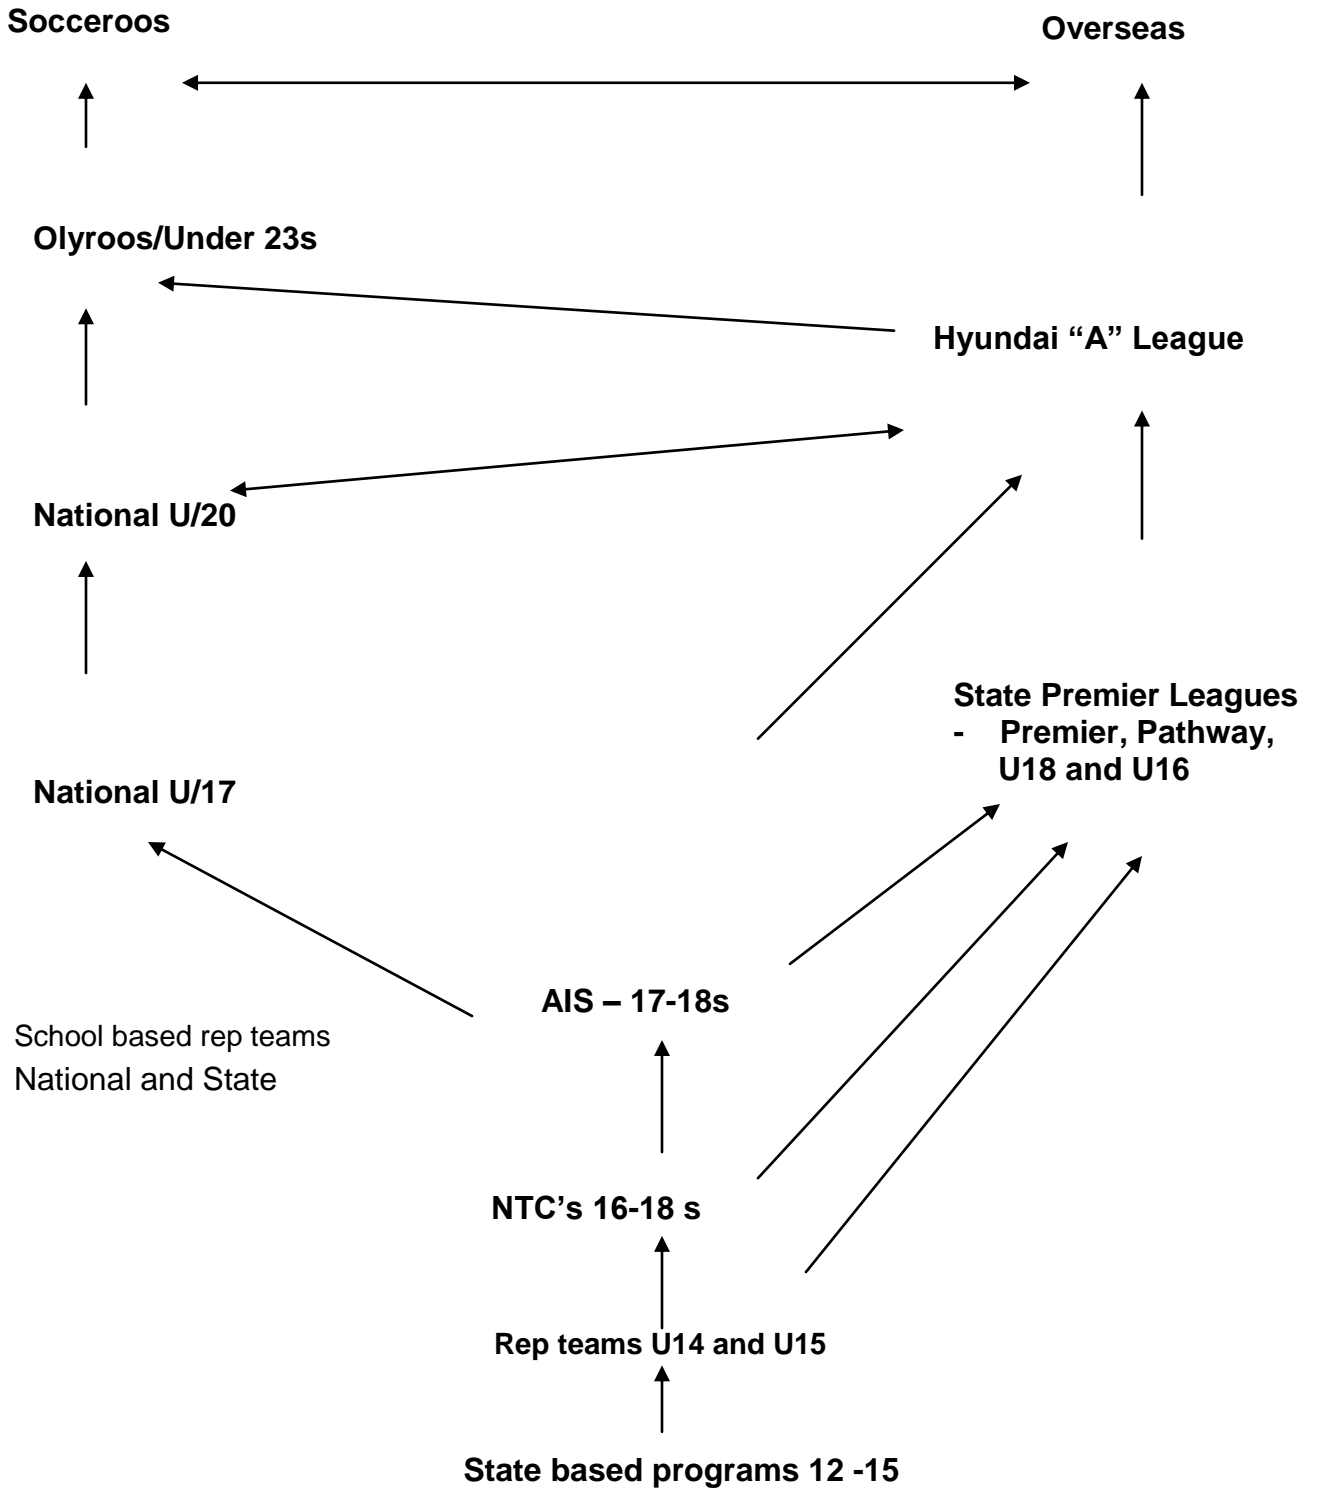 Socceroos
Overseas
Olyroos/Under 23s
Hyundai “A” League
National U/20
State Premier Leagues
- Premier, Pathway,
U18 and U16
National U/17
AIS – 17-18s
School based rep teams
National and State
NTC’s 16-18 s
Rep teams U14 and U15
State based programs 12 -15